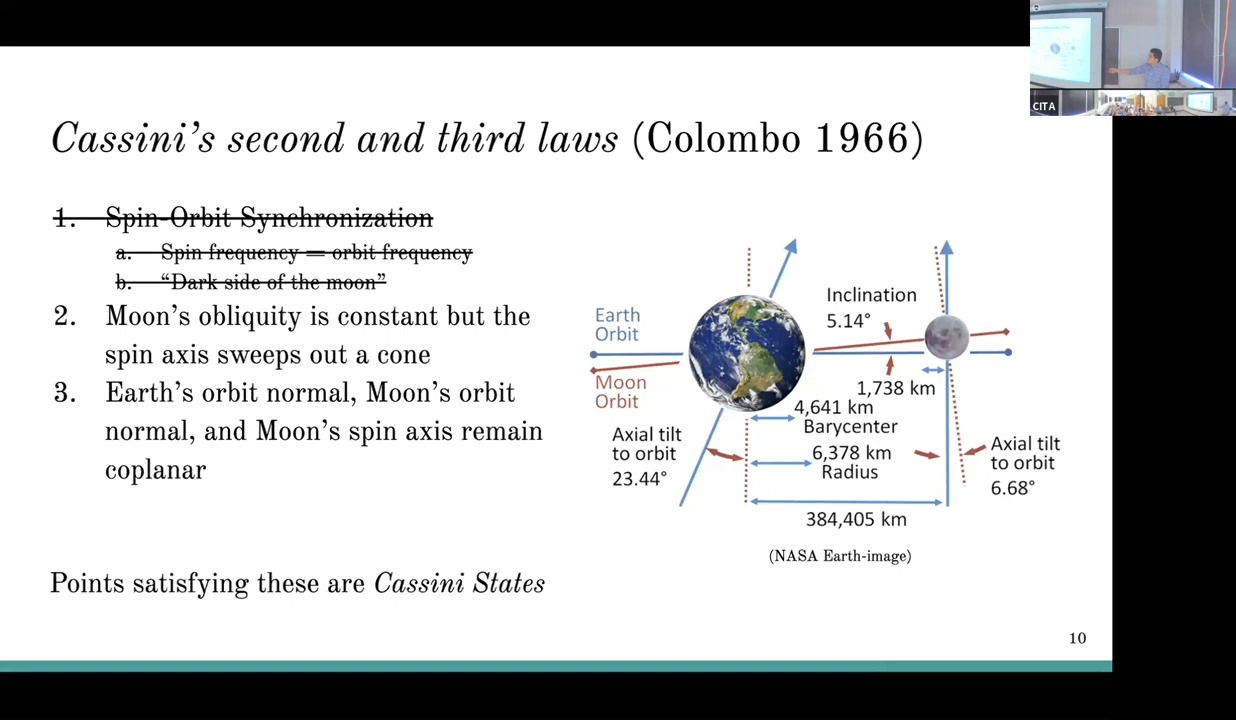 CITA
Cassini's second and third laws (Colombo 1966)
1. Spin-Orbit Synchronization
a. Spin frequency = orbit frequency
b. “Dark side of the moon”
2. Moon's obliquity is constant but the
spin axis sweeps out a cone
3. Earth's orbit normal, Moon's orbit
normal, and Moon's spin axis remain
coplanar
Points satisfying these are Cassini States
Earth
Orbit
Moon
Orbit
Inclination
5.14°
1,738 km
4,641 km
Barycenter
6,378 km
Radius
Axial tilt
to orbit
23.44°
Axial tilt
to orbit
6.68°
384,405 km
(NASA Earth-image)
10